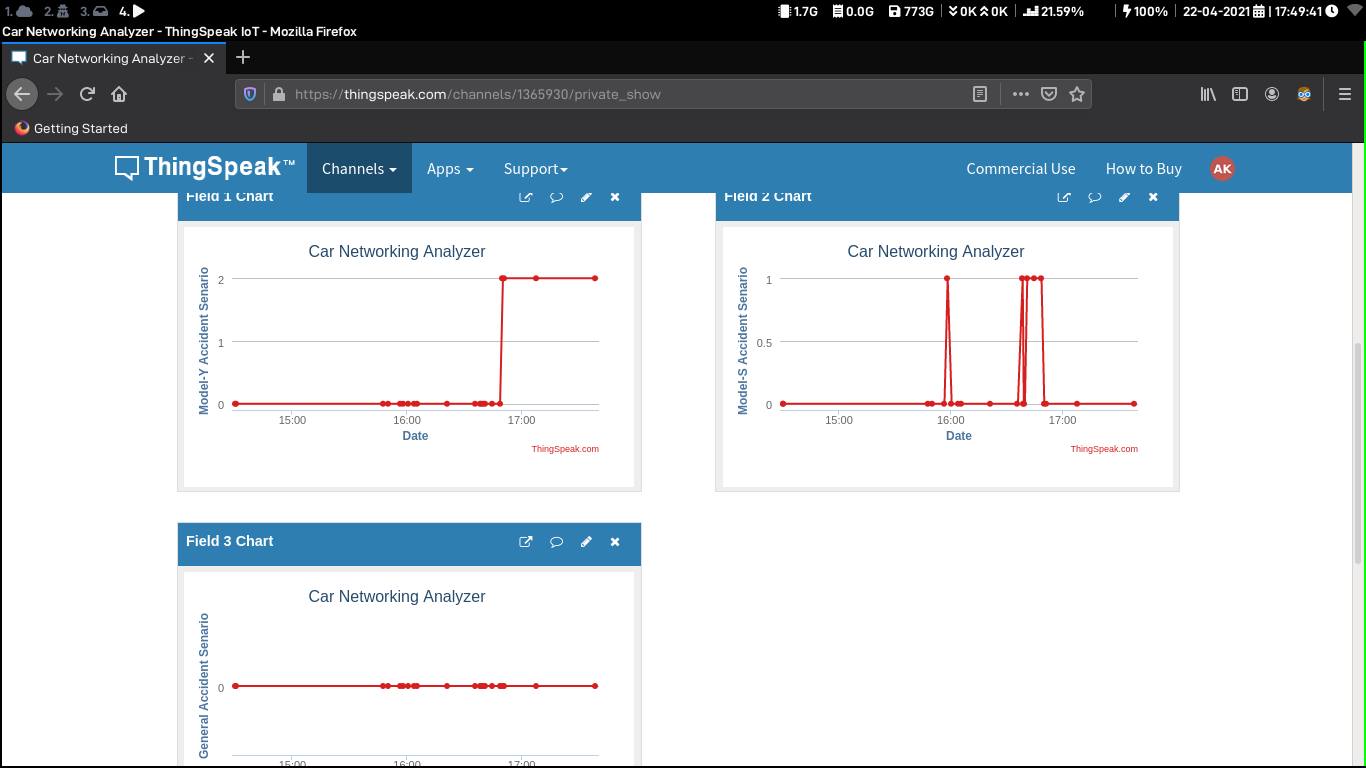 1. 2. 3. 4. 1.7G 0.0G 773G 0K 0K 21.59% 100% 22-04-2021 | 17:49:41
Car Networking Analyzer - ThingSpeak IoT - Mozilla Firefox
Car Networking Analyzer -
https://thingspeak.com/channels/1365930/private_show
Getting Started
ThingSpeak™ Channels Apps Support Commercial Use How to Buy AK
Field 1 Chart
Car Networking Analyzer
Model-Y Accident Senario
2
1
0
15:00 16:00 17:00
Date
ThingSpeak.com
Field 2 Chart
Car Networking Analyzer
Model-S Accident Senario
1
0.5
0
15:00 16:00 17:00
Date
ThingSpeak.com
Field 3 Chart
Car Networking Analyzer
General Accident Senario
0
15:00 16:00 17:00